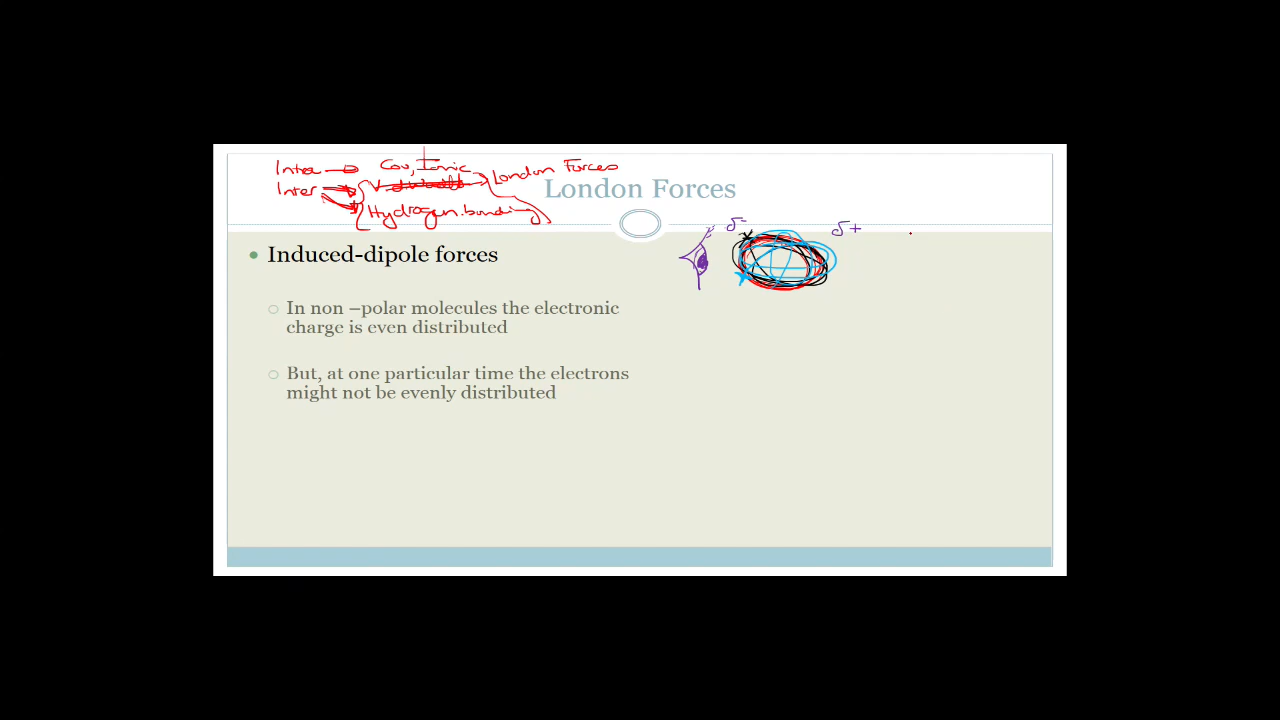 Intra → Cov, Ionic
Inter → London Forces
Hydrogen bonding
London Forces
δ-
δ+
Induced-dipole forces
In non –polar molecules the electronic
charge is even distributed
But, at one particular time the electrons
might not be evenly distributed